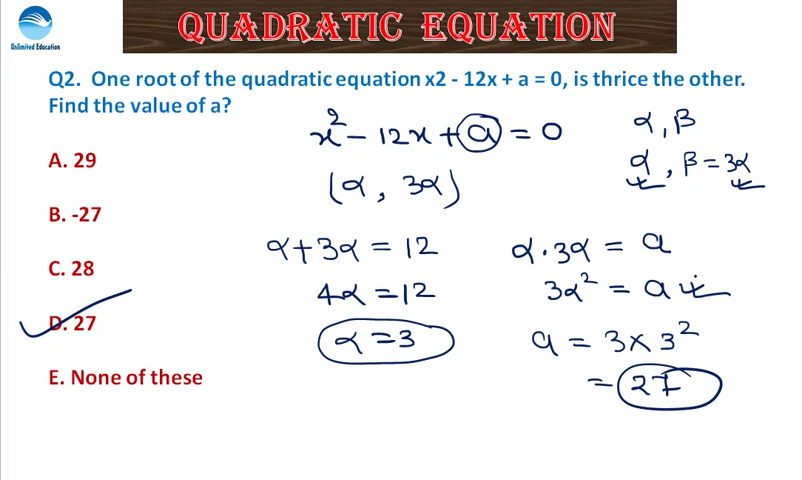 Unlimited Education
QUADRATIC EQUATION
Q2. One root of the quadratic equation x2 - 12x + a = 0, is thrice the other.
Find the value of a?
x² - 12x + a = 0
α, β
α, β = 3α
(α, 3α)
A. 29
B. -27
C. 28
D. 27
E. None of these
α + 3α = 12
4α = 12
α = 3
α · 3α = a
3α² = a
a = 3 × 3²
= 27